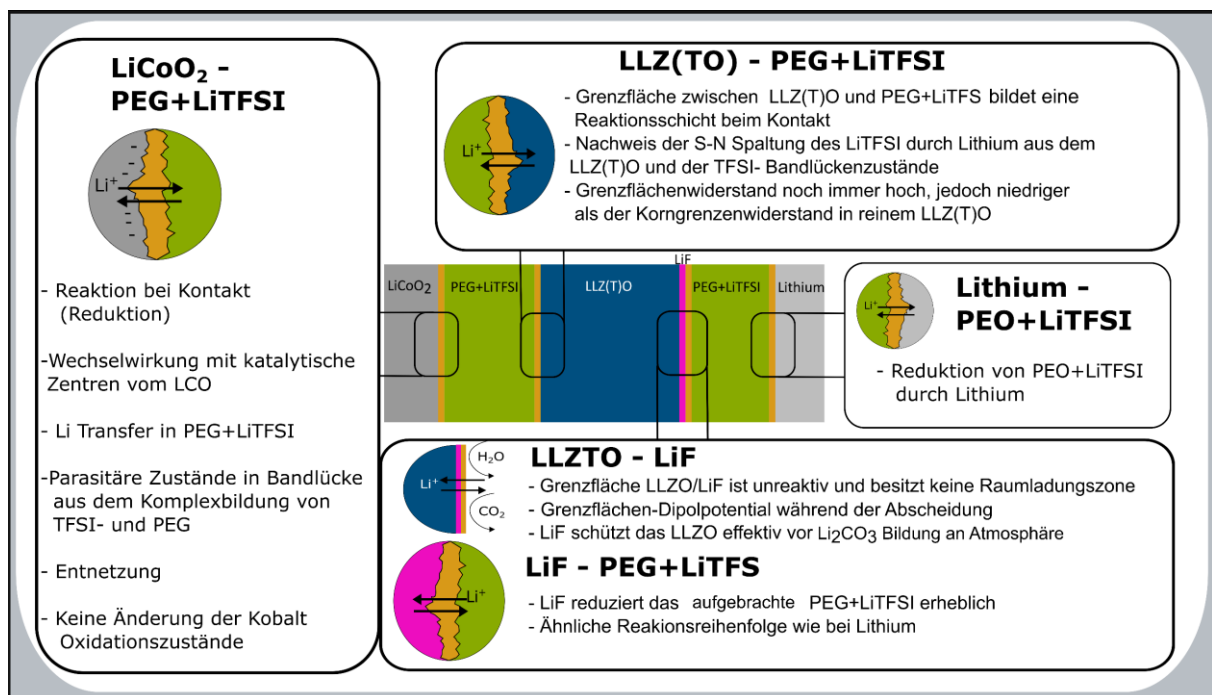 LiCoO₂ -
PEG+LiTFSI
Li⁺
- Reaktion bei Kontakt
(Reduktion)
-Wechselwirkung mit katalytische
Zentren vom LCO
- Li Transfer in PEG+LiTFSI
-Parasitäre Zustände in Bandlücke
aus dem Komplexbildung von
TFSI- und PEG
- Entnetzung
- Keine Änderung der Kobalt
Oxidationszustände
LLZ(TO) - PEG+LiTFSI
Li⁺
- Grenzfläche zwischen LLZ(T)O und PEG+LiTFS bildet eine
Reaktionsschicht beim Kontakt
- Nachweis der S-N Spaltung des LiTFSI durch Lithium aus dem
LLZ(T)O und der TFSI- Bandlückenzustände
- Grenzflächenwiderstand noch immer hoch, jedoch niedriger
als der Korngrenzenwiderstand in reinem LLZ(T)O
LiF
LiCoO₂ PEG+LiTFSI LLZ(T)O PEG+LiTFSI Lithium
Li⁺
Lithium -
PEO+LiTFSI
- Reduktion von PEO+LiTFSI
durch Lithium
H₂O
Li⁺
CO₂
LLZTO - LiF
- Grenzfläche LLZO/LiF ist unreaktiv und besitzt keine Raumladungszone
- Grenzflächen-Dipolpotential während der Abscheidung
- LiF schützt das LLZO effektiv vor Li₂CO₃ Bildung an Atmosphäre
LiF - PEG+LiTFS
Li⁺
- LiF reduziert das aufgebrachte PEG+LiTFSI erheblich
- Ähnliche Reakionsreihenfolge wie bei Lithium